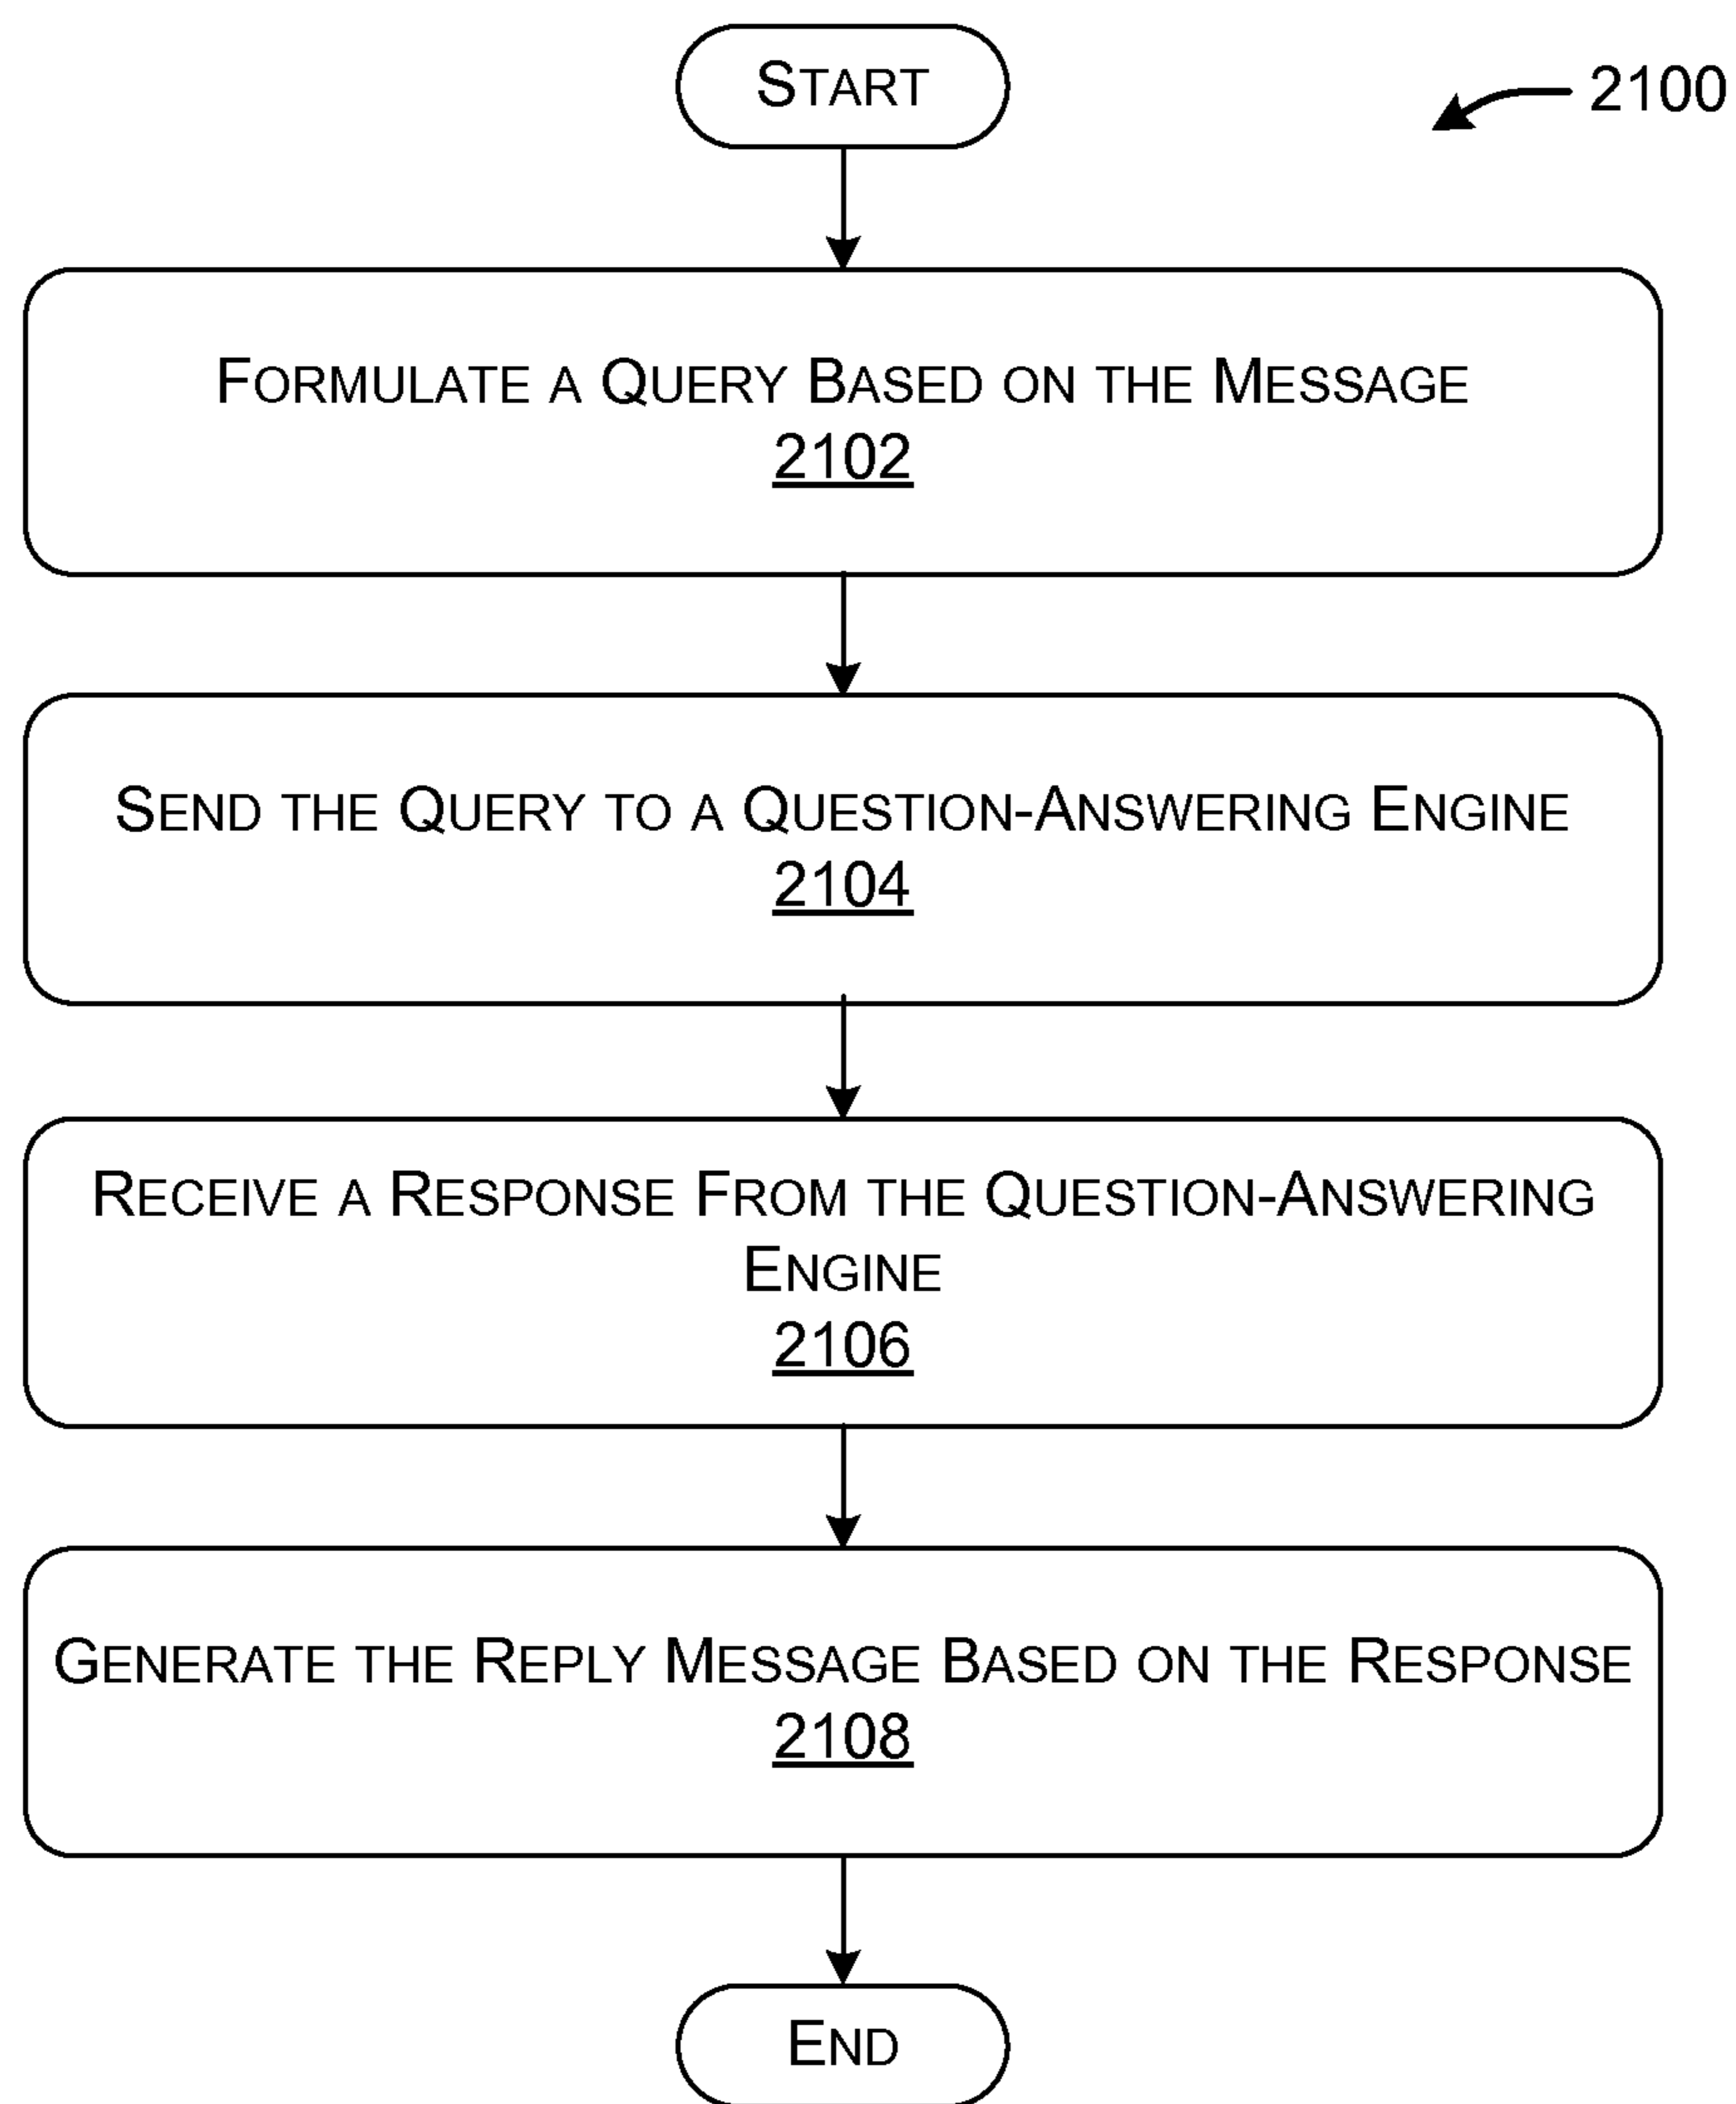 START
2100
FORMULATE A QUERY BASED ON THE MESSAGE
2102
SEND THE QUERY TO A QUESTION-ANSWERING ENGINE
2104
RECEIVE A RESPONSE FROM THE QUESTION-ANSWERING
ENGINE
2106
GENERATE THE REPLY MESSAGE BASED ON THE RESPONSE
2108
END